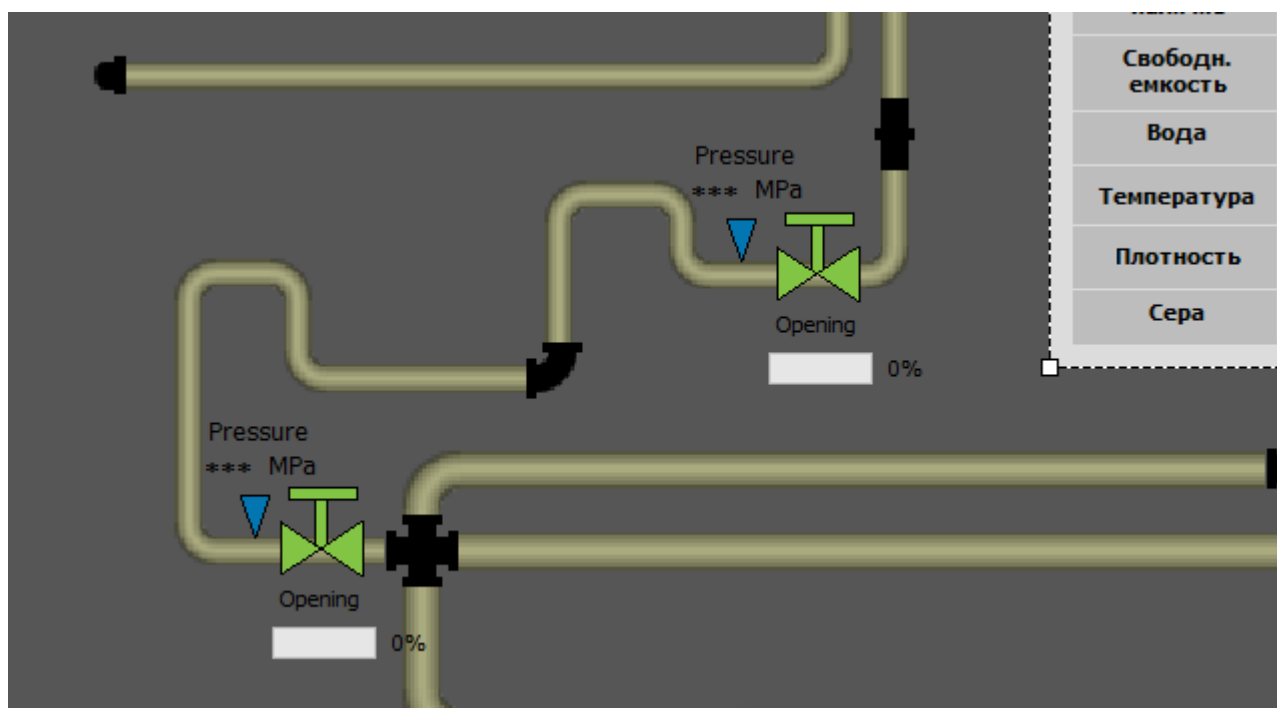 Свободн.
емкость
Вода
Pressure
*** MPa
Температура
Плотность
Сера
Opening
0%
Pressure
*** MPa
Opening
0%